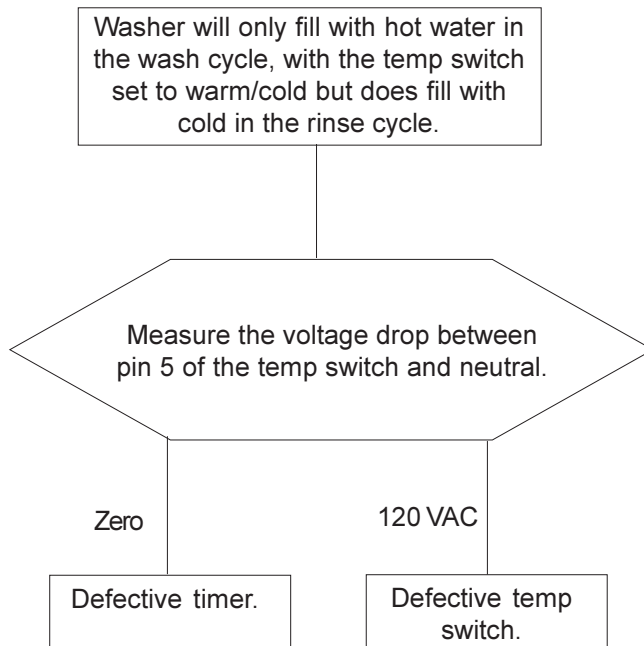 Washer will only fill with hot water in
the wash cycle, with the temp switch
set to warm/cold but does fill with
cold in the rinse cycle.
Measure the voltage drop between
pin 5 of the temp switch and neutral.
Zero
120 VAC
Defective timer.
Defective temp
switch.